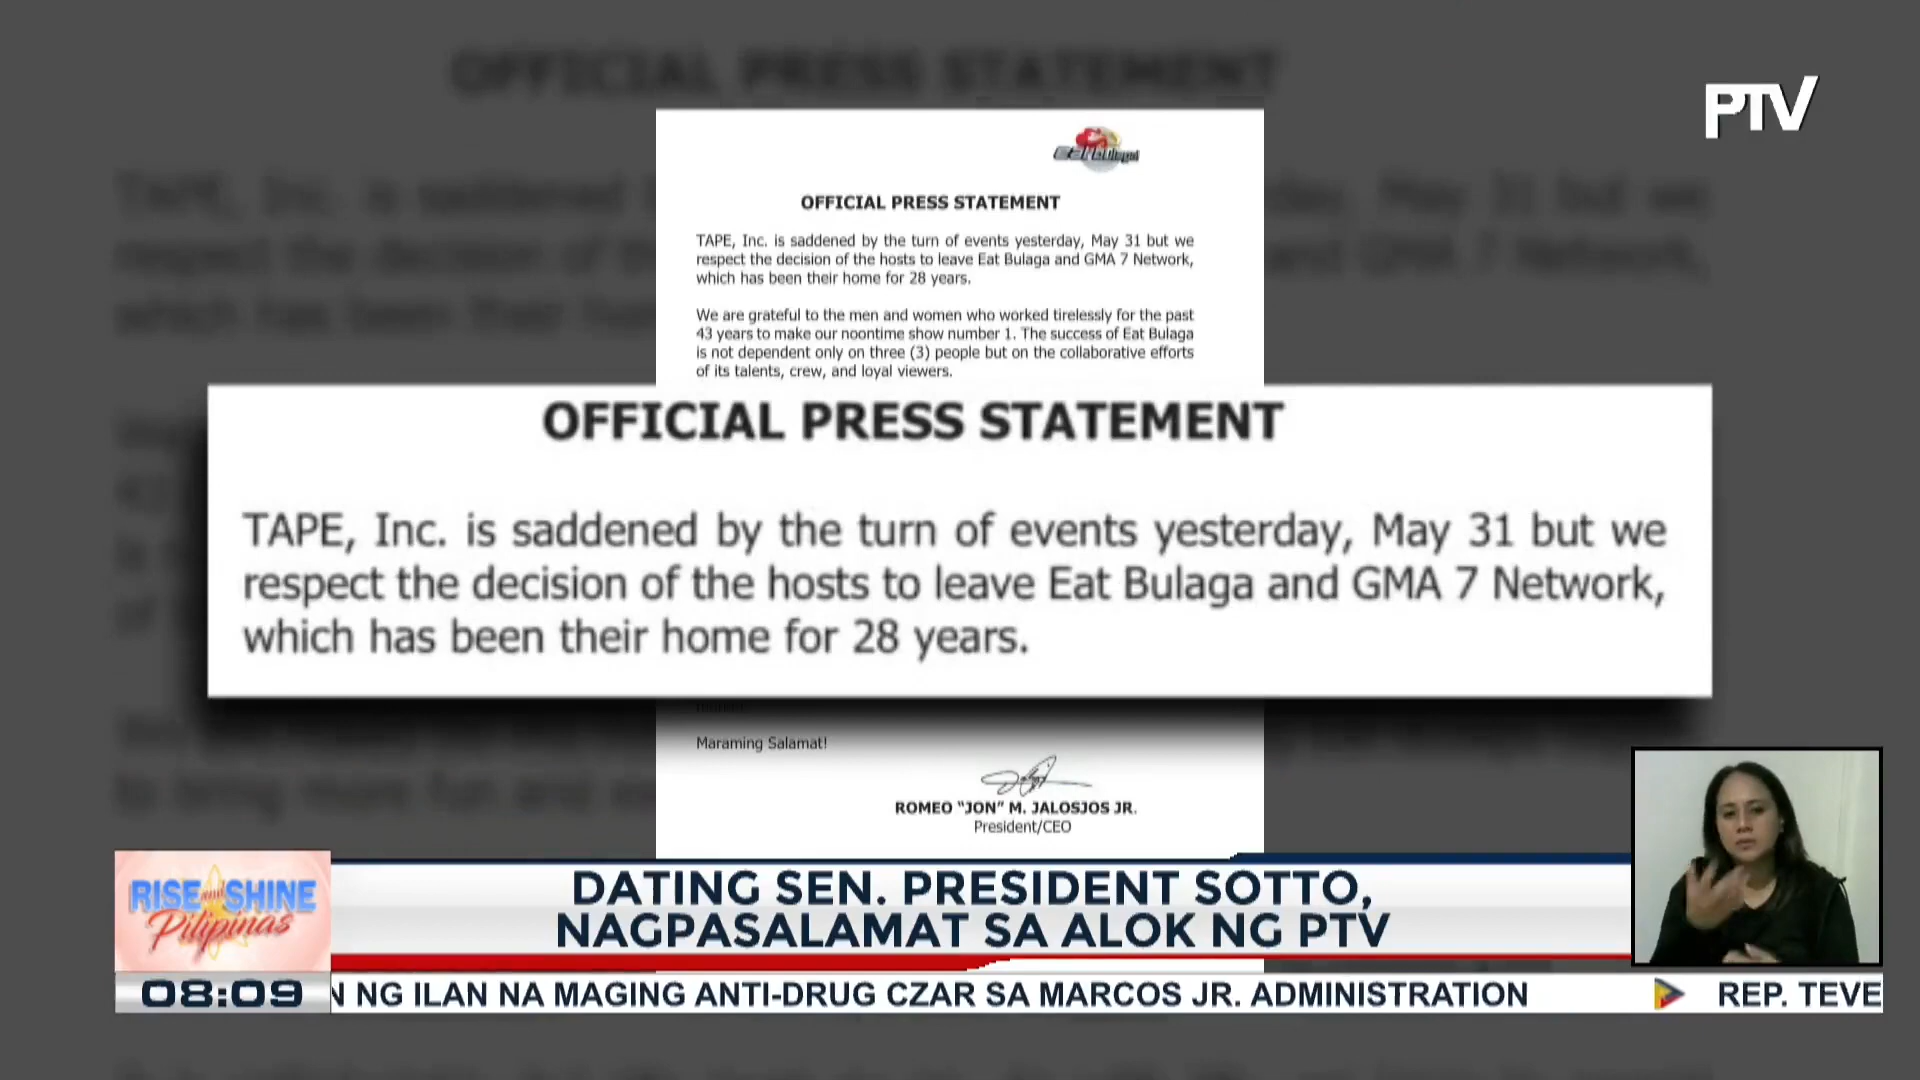 OFFICIAL PRESS STATEMENT
PTV
Eat Bulaga!
OFFICIAL PRESS STATEMENT
TAPE, Inc. is saddened by the turn of events yesterday, May 31 but we
respect the decision of the hosts to leave Eat Bulaga and GMA 7 Network,
which has been their home for 28 years.
We are grateful to the men and women who worked tirelessly for the past
43 years to make our noontime show number 1. The success of Eat Bulaga
is not dependent only on three (3) people but on the collaborative efforts
of its talents, crew, and loyal viewers.
OFFICIAL PRESS STATEMENT
TAPE, Inc. is saddened by the turn of events yesterday, May 31 but we
respect the decision of the hosts to leave Eat Bulaga and GMA 7 Network,
which has been their home for 28 years.
Maraming Salamat!
ROMEO "JON" M. JALOSJOS JR.
President/CEO
RISE and SHINE
Pilipinas
DATING SEN. PRESIDENT SOTTO,
NAGPASALAMAT SA ALOK NG PTV
08:09
N NG ILAN NA MAGING ANTI-DRUG CZAR SA MARCOS JR. ADMINISTRATION REP. TEVE